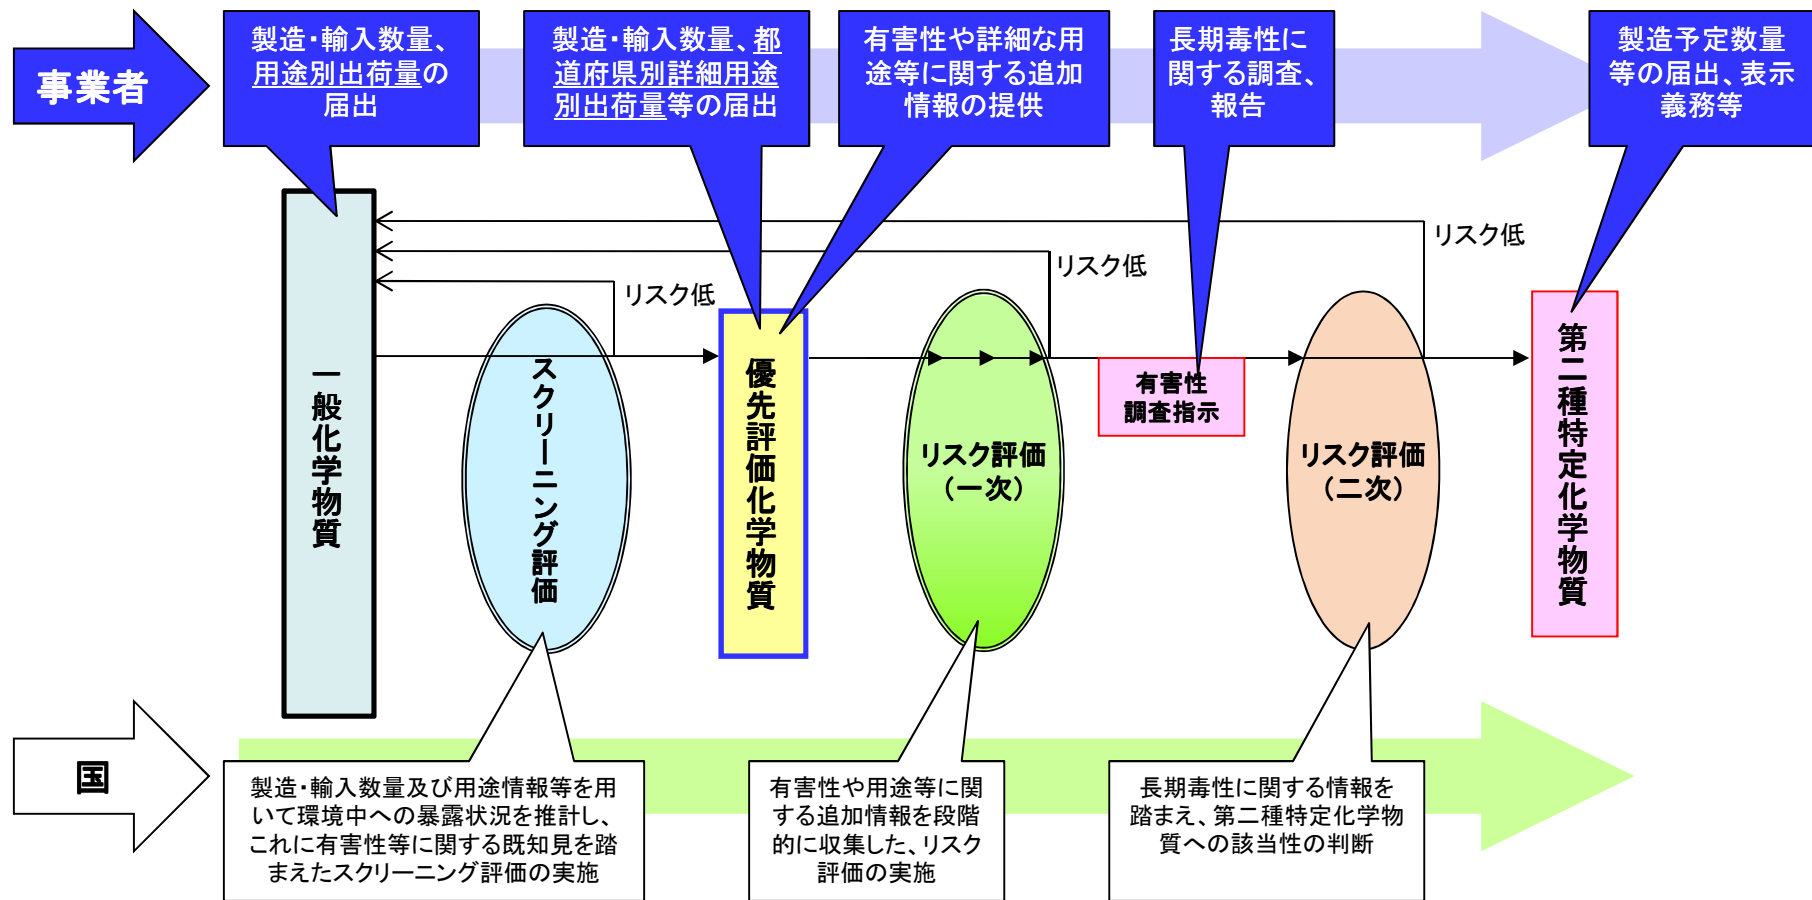 事業者
製造・輸入数量、
用途別出荷量の
届出
製造・輸入数量、都
道府県別詳細用途
別出荷量等の届出
有害性や詳細な用
途等に関する追加
情報の提供
長期毒性に
関する調査、
報告
製造予定数量
等の届出、表示
義務等
リスク低
リスク低
リスク低
一般化学物質
スクリーニング評価
優先評価化学物質
リスク評価
（一次）
有害性
調査指示
リスク評価
（二次）
第二種特定化学物質
国
製造・輸入数量及び用途情報等を用
いて環境中への暴露状況を推計し、
これに有害性等に関する既知見を踏
まえたスクリーニング評価の実施
有害性や用途等に関
する追加情報を段階
的に収集した、リスク
評価の実施
長期毒性に関する情報を
踏まえ、第二種特定化学物
質への該当性の判断